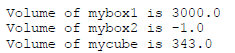 Volume of mybox1 is 3000.0
Volume of mybox2 is -1.0
Volume of mycube is 343.0